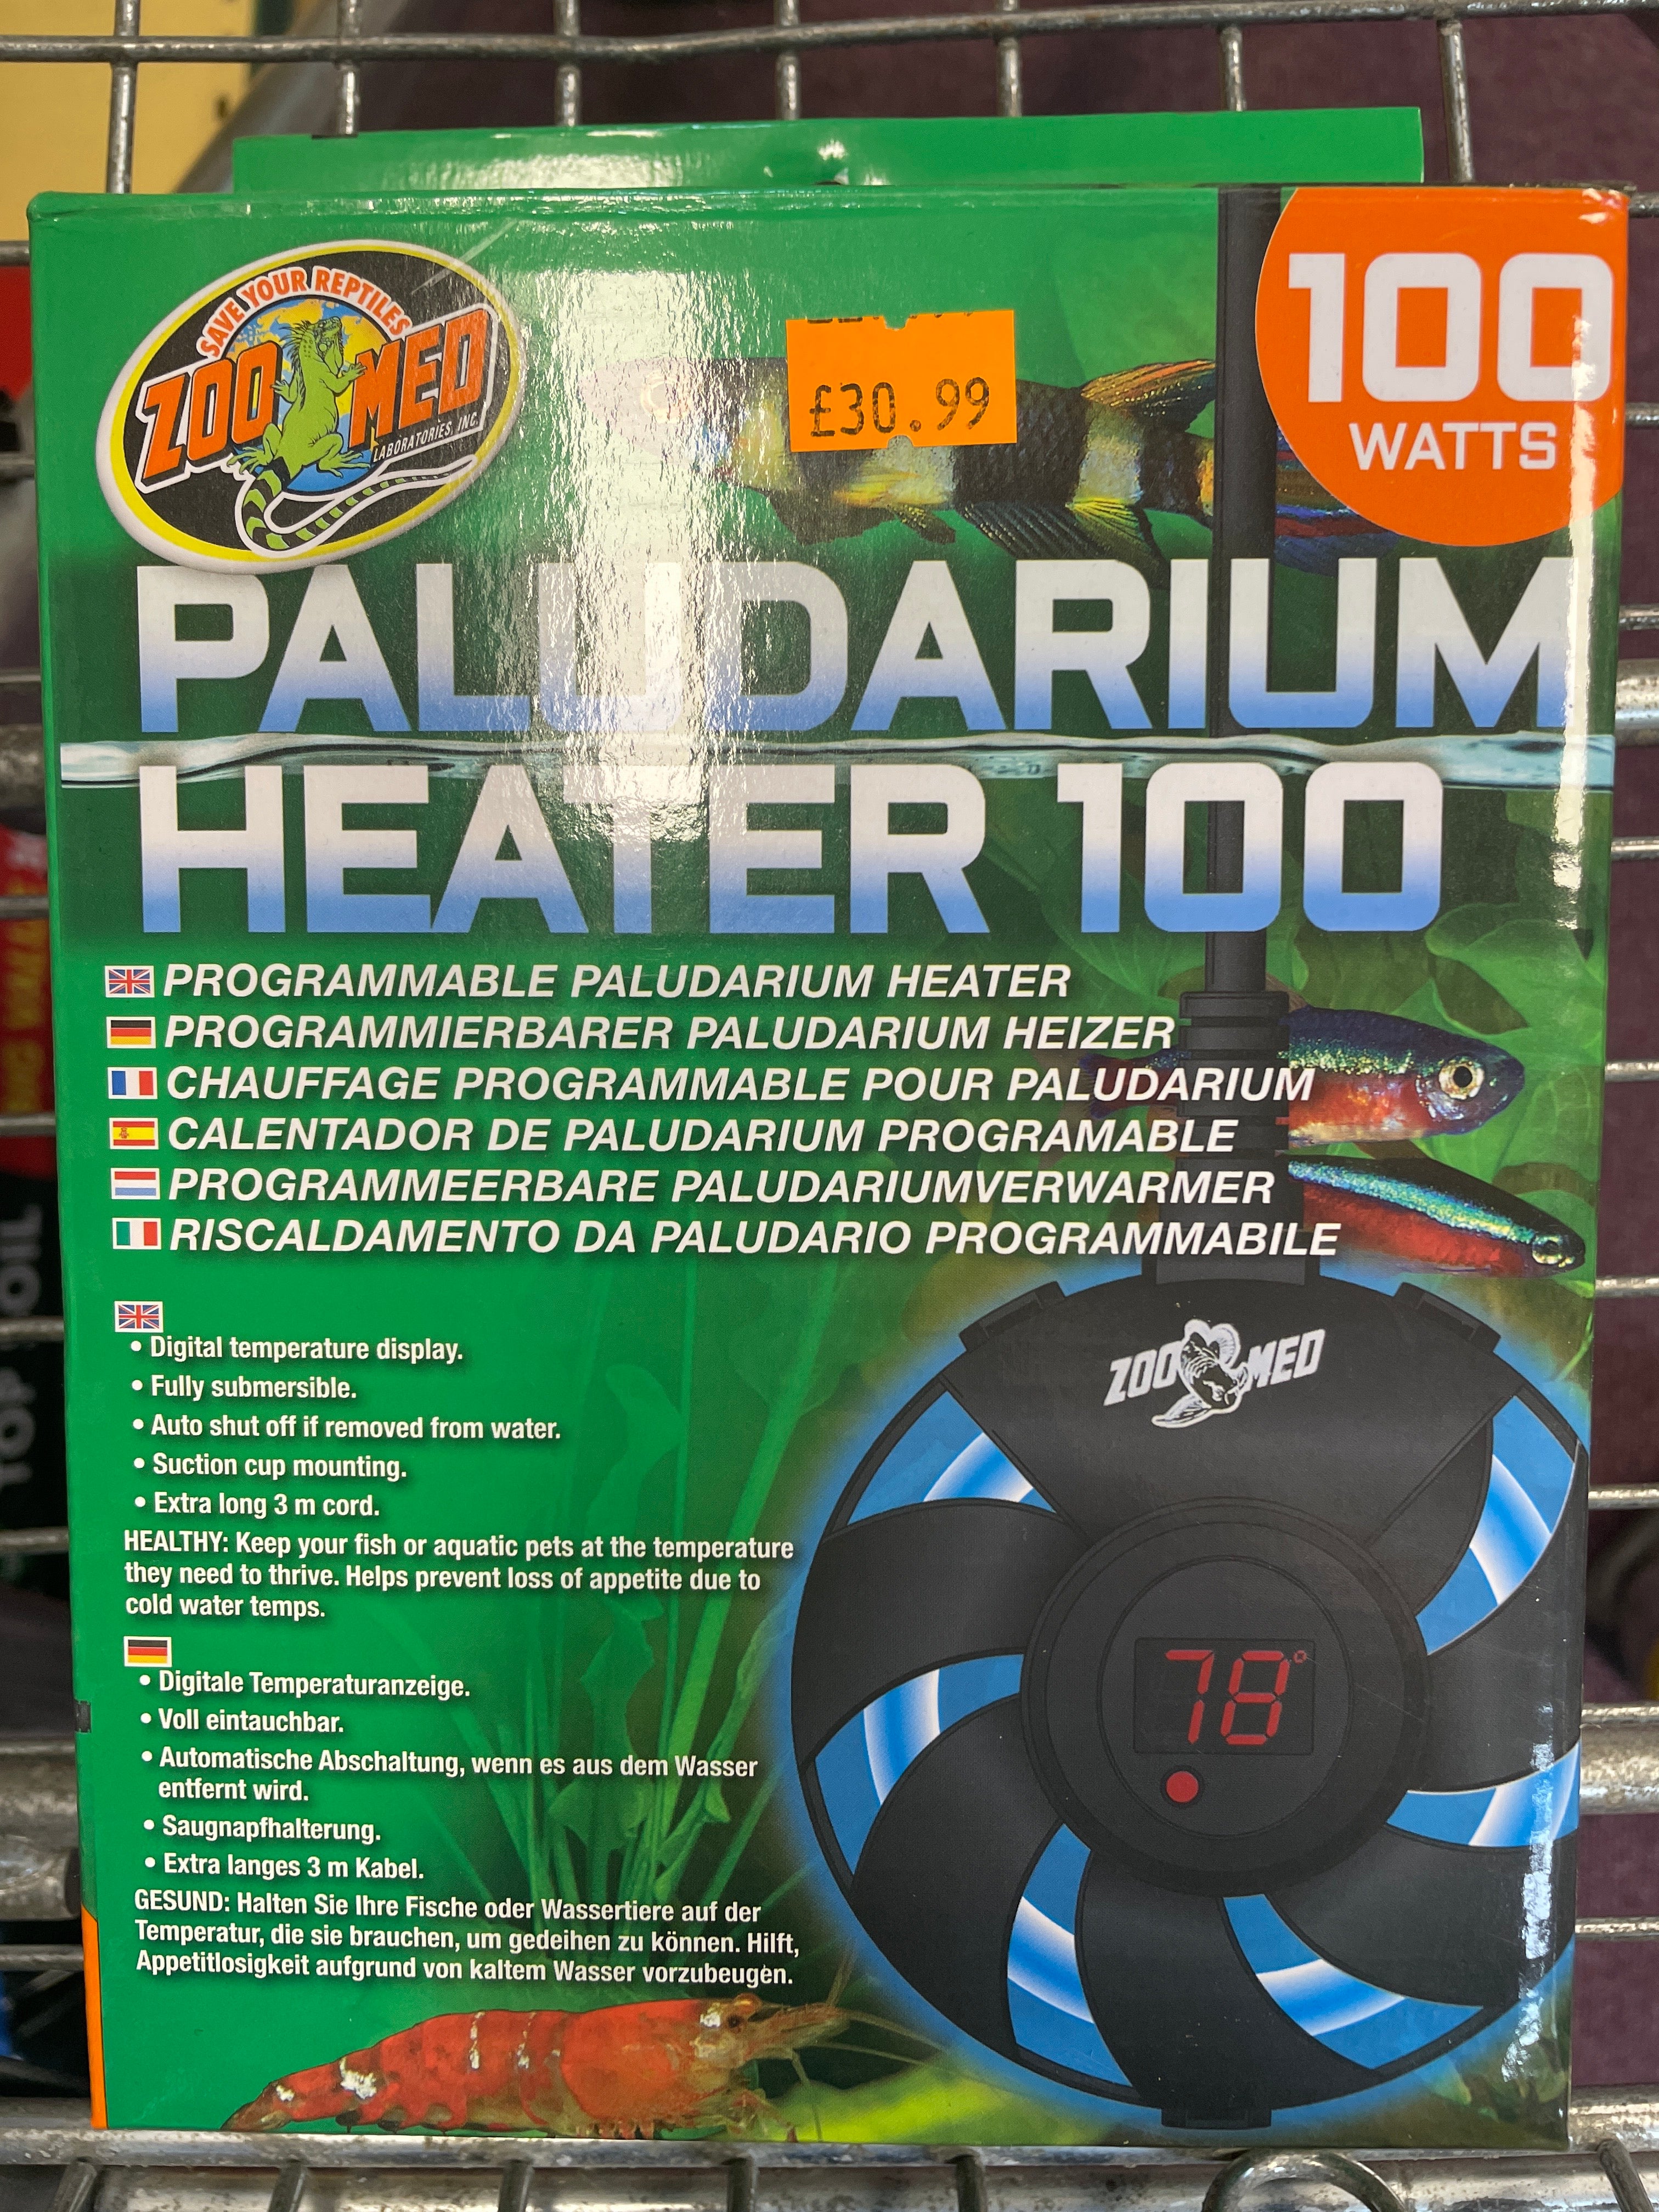 SAVE YOUR REPTILES
ZOO MED
LABORATORIES, INC.
£30.99
100
WATTS
PALUDARIUM
HEATER 100
PROGRAMMABLE PALUDARIUM HEATER
PROGRAMMIERBARER PALUDARIUM HEIZER
CHAUFFAGE PROGRAMMABLE POUR PALUDARIUM
CALENTADOR DE PALUDARIUM PROGRAMABLE
PROGRAMMEERBARE PALUDARIUMVERWARMER
RISCALDAMENTO DA PALUDARIO PROGRAMMABILE
• Digital temperature display.
• Fully submersible.
• Auto shut off if removed from water.
• Suction cup mounting.
• Extra long 3 m cord.
HEALTHY: Keep your fish or aquatic pets at the temperature
they need to thrive. Helps prevent loss of appetite due to
cold water temps.
• Digitale Temperaturanzeige.
• Voll eintauchbar.
• Automatische Abschaltung, wenn es aus dem Wasser
entfernt wird.
• Saugnapfhalterung.
• Extra langes 3 m Kabel.
GESUND: Halten Sie Ihre Fische oder Wassertiere auf der
Temperatur, die sie brauchen, um gedeihen zu können. Hilft,
Appetitlosigkeit aufgrund von kaltem Wasser vorzubeugen.
ZOO MED
78°
TOP SOIL